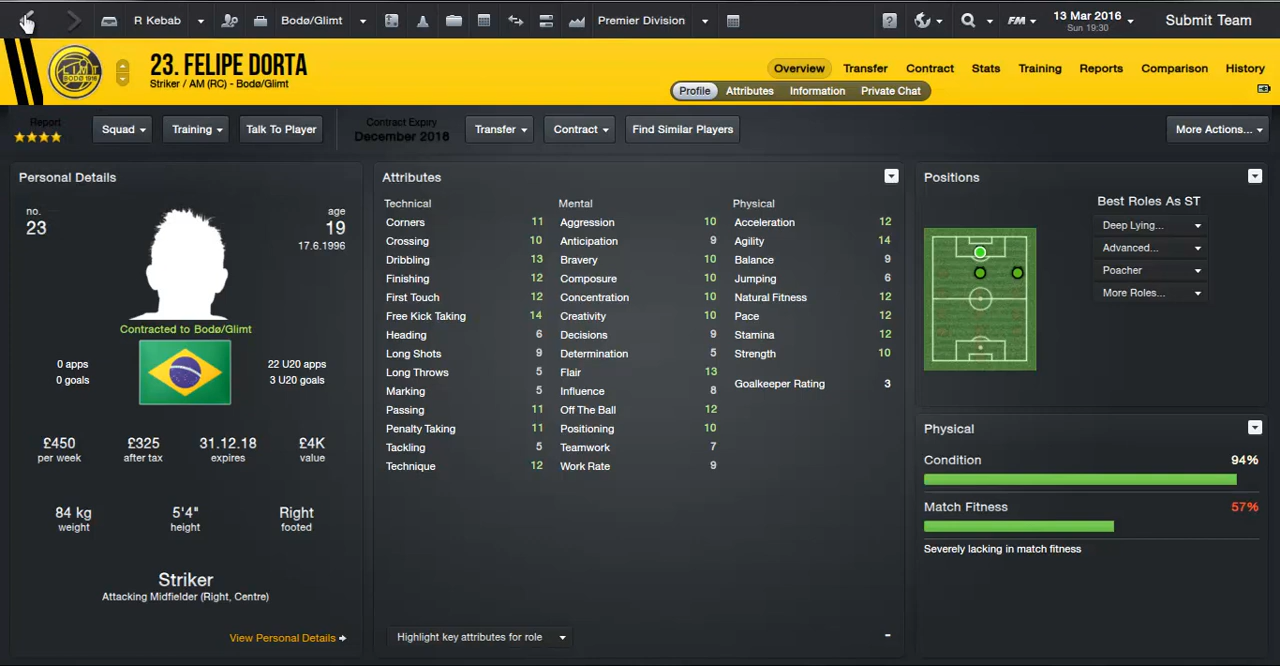 R Kebab
Bodø/Glimt
Premier Division
?
FM
13 Mar 2016
Sun 19:30
Submit Team
23. FELIPE DORTA
Striker / AM (RC) - Bodø/Glimt
Overview Transfer Contract Stats Training Reports Comparison History
Profile Attributes Information Private Chat
Report
Squad Training Talk To Player
Contract Expiry
December 2018
Transfer Contract Find Similar Players More Actions...
Personal Details
no.
23
age
19
17.6.1996
Contracted to Bodø/Glimt
0 apps
0 goals
22 U20 apps
3 U20 goals
£450
per week
£325
after tax
31.12.18
expires
£4K
value
84 kg
weight
5'4"
height
Right
footed
Striker
Attacking Midfielder (Right, Centre)
View Personal Details
Attributes
Technical
Corners 11
Crossing 10
Dribbling 13
Finishing 12
First Touch 12
Free Kick Taking 14
Heading 6
Long Shots 9
Long Throws 5
Marking 5
Passing 11
Penalty Taking 11
Tackling 5
Technique 12
Mental
Aggression 10
Anticipation 9
Bravery 10
Composure 10
Concentration 10
Creativity 10
Decisions 9
Determination 5
Flair 13
Influence 8
Off The Ball 12
Positioning 10
Teamwork 7
Work Rate 9
Physical
Acceleration 12
Agility 14
Balance 9
Jumping 6
Natural Fitness 12
Pace 12
Stamina 12
Strength 10
Goalkeeper Rating 3
Highlight key attributes for role
-
Positions
Best Roles As ST
Deep Lying...
Advanced...
Poacher
More Roles...
Physical
Condition 94%
Match Fitness 57%
Severely lacking in match fitness